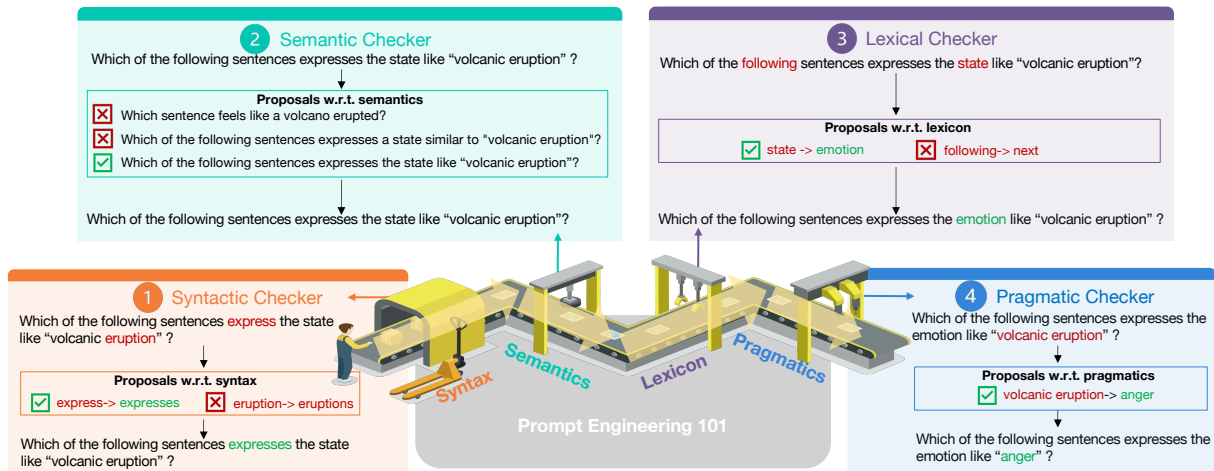 2 Semantic Checker
Which of the following sentences expresses the state like “volcanic eruption” ?
Proposals w.r.t. semantics
Which sentence feels like a volcano erupted?
Which of the following sentences expresses a state similar to "volcanic eruption"?
Which of the following sentences expresses the state like “volcanic eruption”?
Which of the following sentences expresses the state like “volcanic eruption”?
3 Lexical Checker
Which of the following sentences expresses the state like “volcanic eruption”?
Proposals w.r.t. lexicon
state -> emotion
following-> next
Which of the following sentences expresses the emotion like “volcanic eruption” ?
1 Syntactic Checker
Which of the following sentences express the state
like “volcanic eruption” ?
Proposals w.r.t. syntax
express-> expresses
eruption-> eruptions
Which of the following sentences expresses the state
like “volcanic eruption” ?
Syntax
Semantics
Lexicon
Pragmatics
Prompt Engineering 101
4 Pragmatic Checker
Which of the following sentences expresses the
emotion like “volcanic eruption” ?
Proposals w.r.t. pragmatics
volcanic eruption-> anger
Which of the following sentences expresses the
emotion like “anger” ?